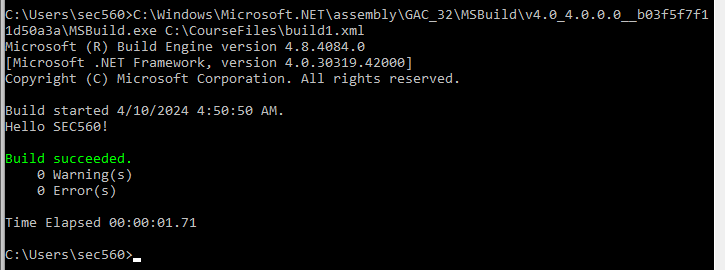 C:\Users\sec560>C:\Windows\Microsoft.NET\assembly\GAC_32\MSBuild\v4.0_4.0.0.0__b03f5f7f1
1d50a3a\MSBuild.exe C:\CourseFiles\build1.xml
Microsoft (R) Build Engine version 4.8.4084.0
[Microsoft .NET Framework, version 4.0.30319.42000]
Copyright (C) Microsoft Corporation. All rights reserved.

Build started 4/10/2024 4:50:50 AM.
Hello SEC560!

Build succeeded.
    0 Warning(s)
    0 Error(s)

Time Elapsed 00:00:01.71

C:\Users\sec560>